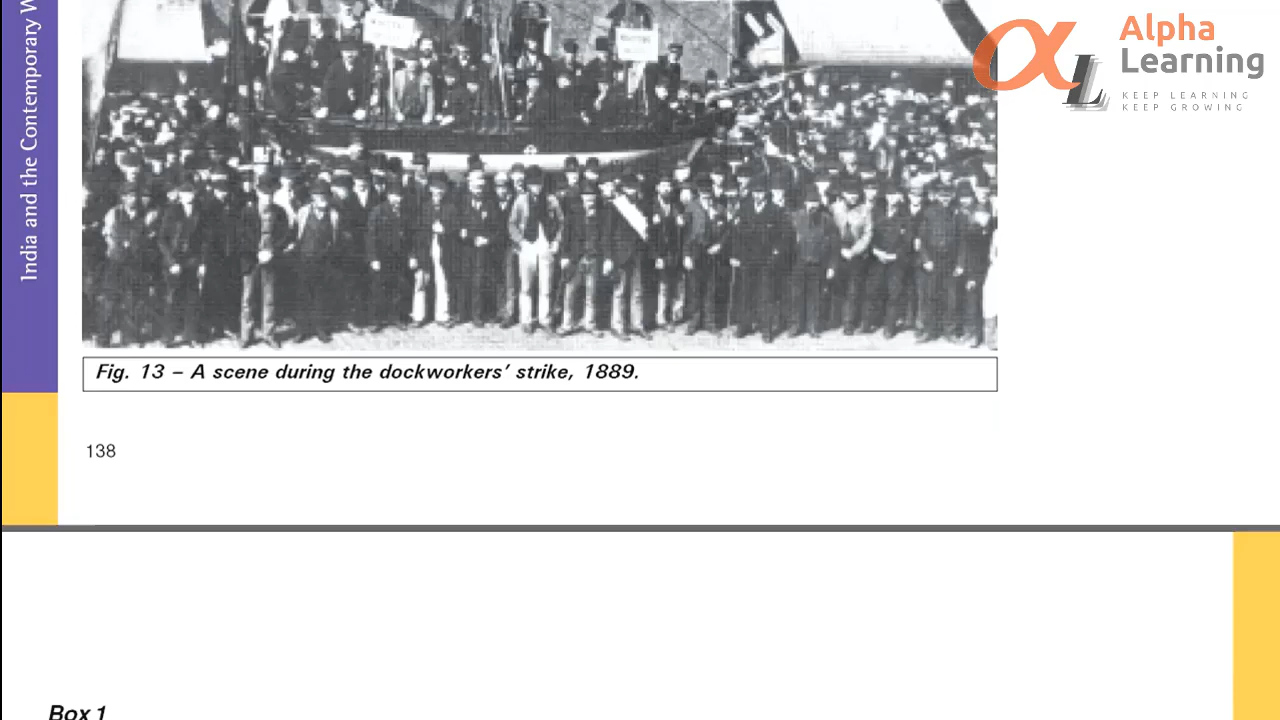 India and the Contemporary W
Alpha
Learning
KEEP LEARNING
KEEP GROWING
Fig. 13 – A scene during the dockworkers' strike, 1889.
138
Box 1